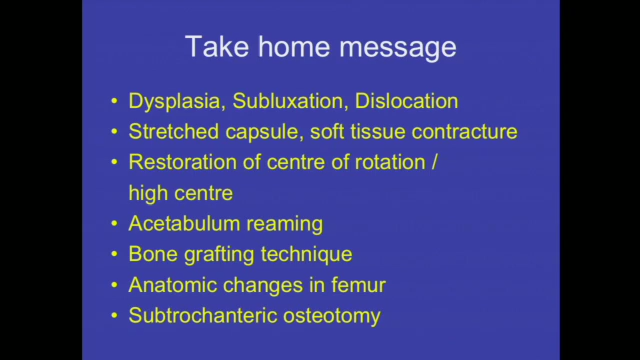 Take home message
• Dysplasia, Subluxation, Dislocation
• Stretched capsule, soft tissue contracture
• Restoration of centre of rotation /
high centre
• Acetabulum reaming
• Bone grafting technique
• Anatomic changes in femur
• Subtrochanteric osteotomy